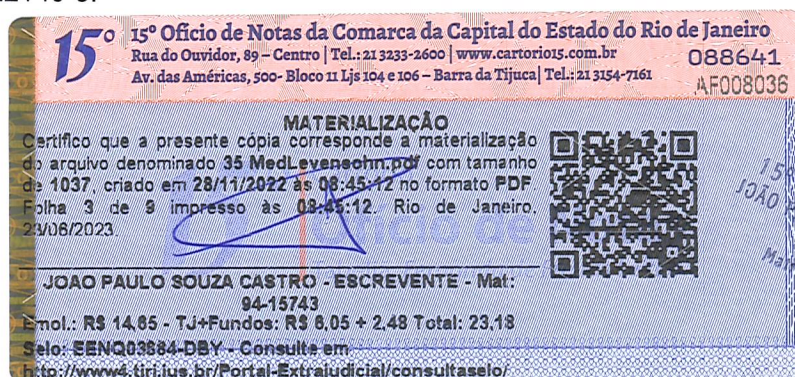 15º 15º Ofício de Notas da Comarca da Capital do Estado do Rio de Janeiro
Rua do Ouvidor, 89 – Centro | Tel.: 21 3233-2600 | www.cartorio15.com.br
Av. das Américas, 500- Bloco 11 Ljs 104 e 106 – Barra da Tijuca| Tel.: 21 3154-7161
088641
AF008036
MATERIALIZAÇÃO
Certifico que a presente cópia corresponde a materialização
do arquivo denominado 35 MedLevensohn.pdf com tamanho
de 1037, criado em 28/11/2022 às 08:45:12 no formato PDF.
Folha 3 de 9 impresso às 08:45:12. Rio de Janeiro,
23/06/2023.
Ofício de
JOAO PAULO SOUZA CASTRO - ESCREVENTE - Mat:
94-15743
Emol.: R$ 14,65 - TJ+Fundos: R$ 6,05 + 2,48 Total: 23,18
Selo: EENQ03884-DBY - Consulte em
http://www4.tjrj.jus.br/Portal-Extrajudicial/consultaselo/
JOÃO